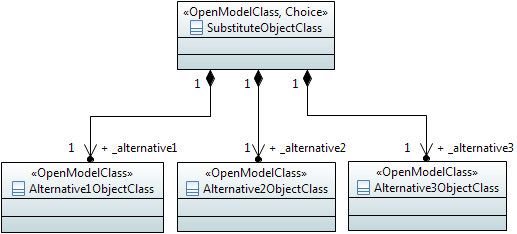 «OpenModelClass, Choice»
SubstituteObjectClass
1 1 1
1 + _alternative1 1 + _alternative2 1 + _alternative3
«OpenModelClass» «OpenModelClass» «OpenModelClass»
Alternative1ObjectClass Alternative2ObjectClass Alternative3ObjectClass